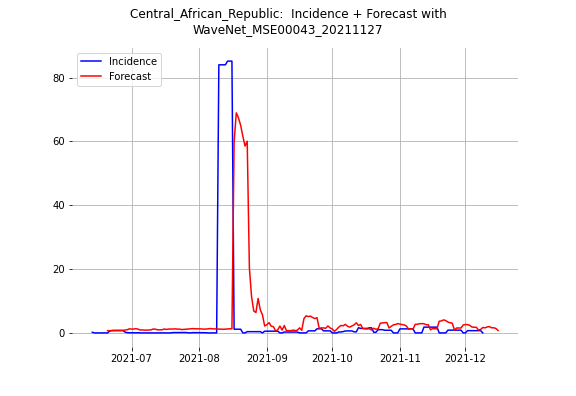 Central_African_Republic:  Incidence + Forecast with
WaveNet_MSE00043_20211127
Incidence
Forecast
80
60
40
20
0
2021-07 2021-08 2021-09 2021-10 2021-11 2021-12